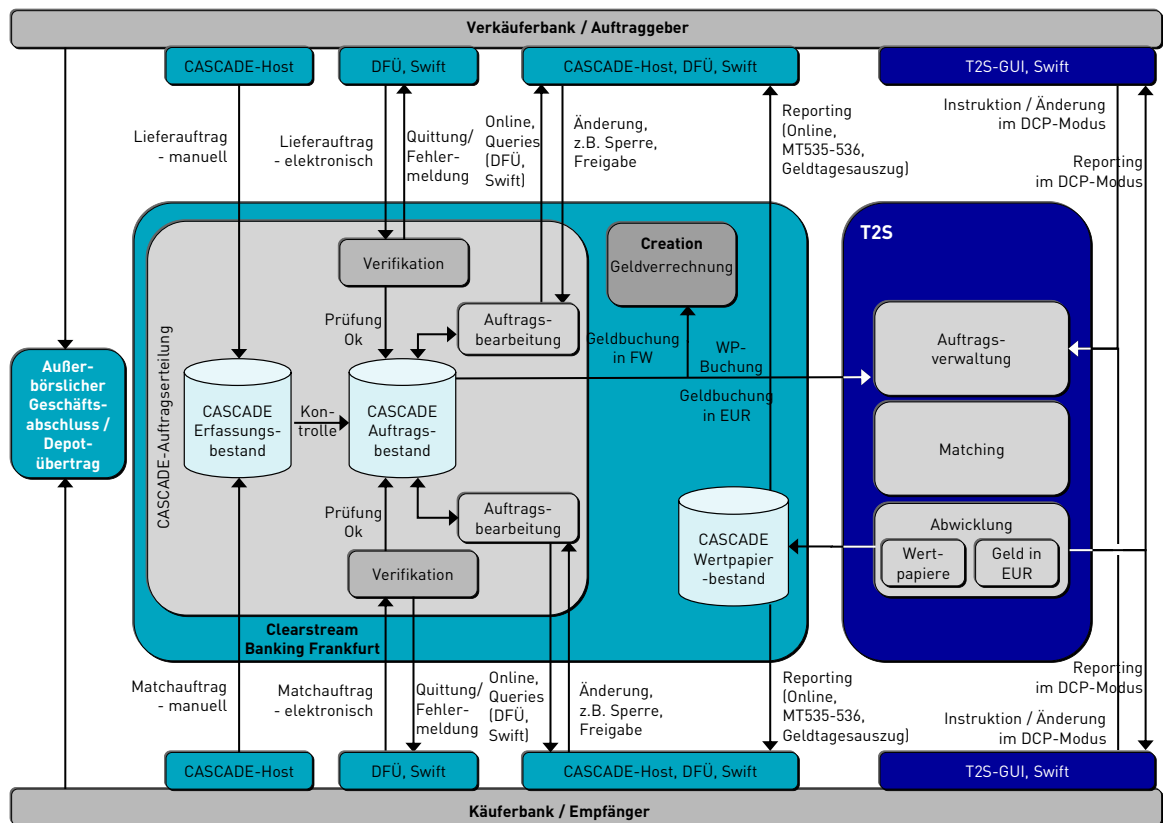 Verkäuferbank / Auftraggeber
CASCADE-Host
DFÜ, Swift
CASCADE-Host, DFÜ, Swift
T2S-GUI, Swift
Lieferauftrag
- manuell
Lieferauftrag
- elektronisch
Quittung/
Fehler-
meldung
Online,
Queries
(DFÜ,
Swift)
Änderung,
z.B. Sperre,
Freigabe
Reporting
(Online,
MT535-536,
Geldtagesauszug)
Instruktion / Änderung
im DCP-Modus
Reporting
im DCP-Modus
Außer-
börslicher
Geschäfts-
abschluss /
Depot-
übertrag
CASCADE-Auftragserteilung
Verifikation
Prüfung
Ok
Auftrags-
bearbeitung
CASCADE
Erfassungs-
bestand
Kon-
trolle
CASCADE
Auftrags-
bestand
Prüfung
Ok
Auftrags-
bearbeitung
Verifikation
Clearstream
Banking Frankfurt
Creation
Geldverrechnung
Geldbuchung
in FW
WP-
Buchung
Geldbuchung
in EUR
CASCADE
Wertpapier
-bestand
T2S
Auftrags-
verwaltung
Matching
Abwicklung
Wert-
papiere
Geld in
EUR
Matchauftrag
- manuell
Matchauftrag
- elektronisch
Quittung/
Fehler-
meldung
Online,
Queries
(DFÜ,
Swift)
Änderung,
z.B. Sperre,
Freigabe
Reporting
(Online,
MT535-536,
Geldtagesauszug)
Reporting
im DCP-Modus
Instruktion / Änderung
im DCP-Modus
CASCADE-Host
DFÜ, Swift
CASCADE-Host, DFÜ, Swift
T2S-GUI, Swift
Käuferbank / Empfänger